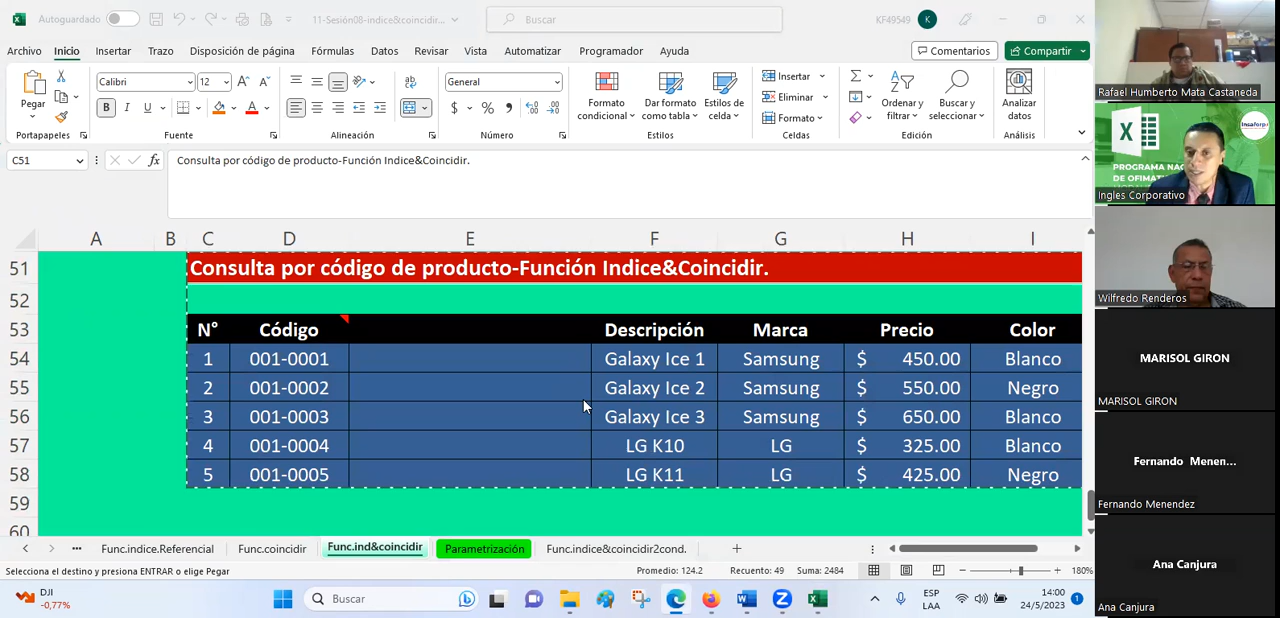 Autoguardado
11-Sesión08-indice&coincidir...
Buscar
KF49549
K
Archivo Inicio Insertar Trazo Disposición de página Fórmulas Datos Revisar Vista Automatizar Programador Ayuda
Comentarios
Compartir
Pegar
Calibri
12
General
Formato condicional
Dar formato como tabla
Estilos de celda
Insertar
Eliminar
Formato
Ordenar y filtrar
Buscar y seleccionar
Analizar datos
Portapapeles
Fuente
Alineación
Número
Estilos
Celdas
Edición
Análisis
C51
Consulta por código de producto-Función Indice&Coincidir.
A B C D E F G H I
51 Consulta por código de producto-Función Indice&Coincidir.
52
53 N° Código Descripción Marca Precio Color
54 1 001-0001 Galaxy Ice 1 Samsung $ 450.00 Blanco
55 2 001-0002 Galaxy Ice 2 Samsung $ 550.00 Negro
56 3 001-0003 Galaxy Ice 3 Samsung $ 650.00 Blanco
57 4 001-0004 LG K10 LG $ 325.00 Blanco
58 5 001-0005 LG K11 LG $ 425.00 Negro
59
60
Func.indice.Referencial Func.coincidir Func.ind&coincidir Parametrización Func.indice&coincidir2cond.
Selecciona el destino y presiona ENTRAR o elige Pegar
Promedio: 124.2 Recuento: 49 Suma: 2484
180%
DJI
-0,77%
Buscar
ESP
LAA
14:00
24/5/2023
1
Rafael Humberto Mata Castaneda
Insaforp
PROGRAMA NAC
DE OFIMATI
Ingles Corporativo
Wilfredo Renderos
MARISOL GIRON
MARISOL GIRON
Fernando Menen...
Fernando Menendez
Ana Canjura
Ana Canjura